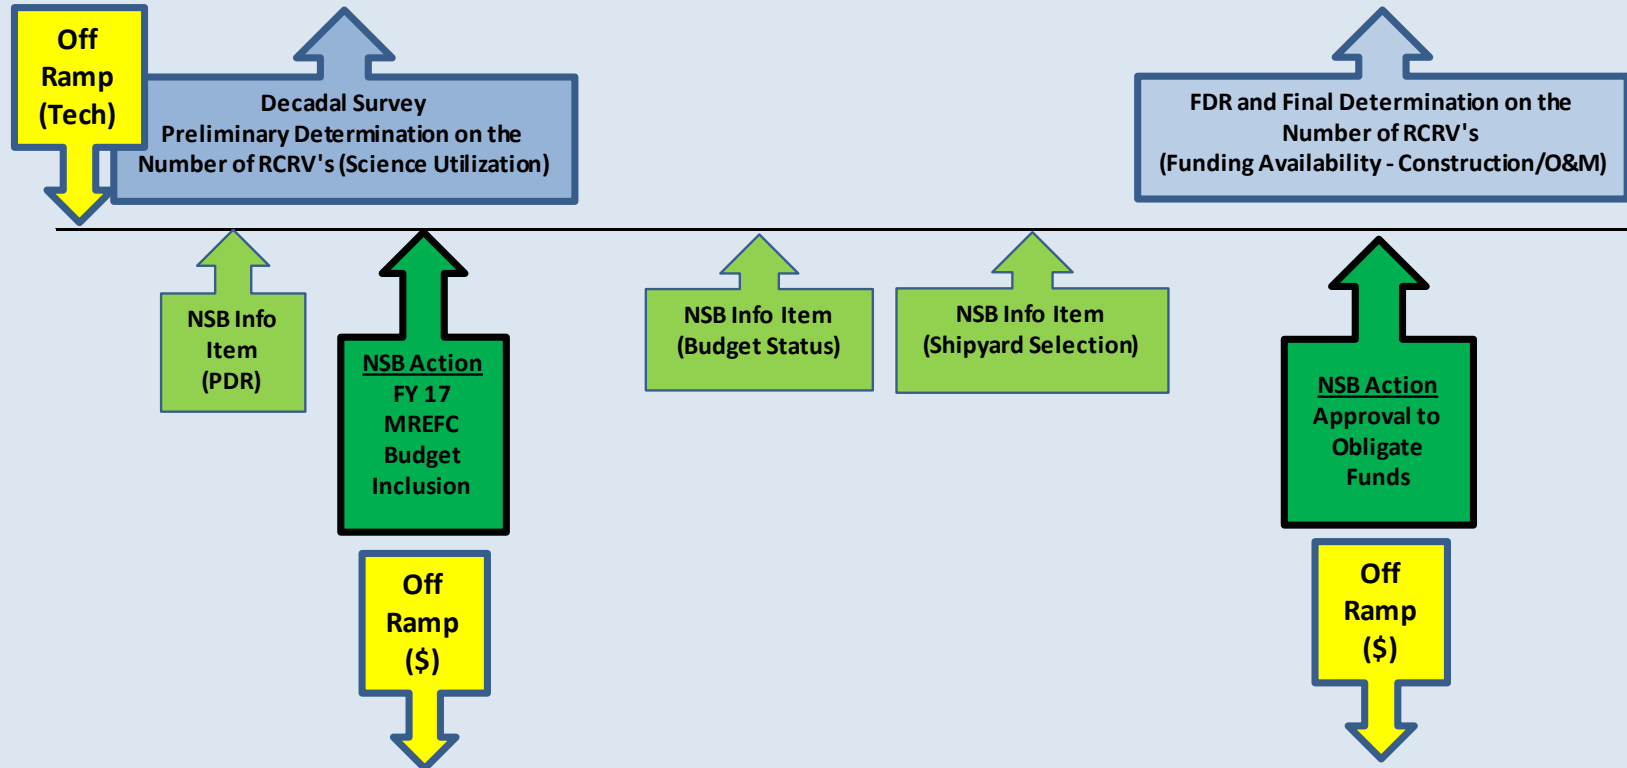 Off
Ramp
(Tech)
Decadal Survey
Preliminary Determination on the
Number of RCRV's (Science Utilization)
FDR and Final Determination on the
Number of RCRV's
(Funding Availability - Construction/O&M)
NSB Info
Item
(PDR)
NSB Action
FY 17
MREFC
Budget
Inclusion
NSB Info Item
(Budget Status)
NSB Info Item
(Shipyard Selection)
NSB Action
Approval to
Obligate
Funds
Off
Ramp
($)
Off
Ramp
($)